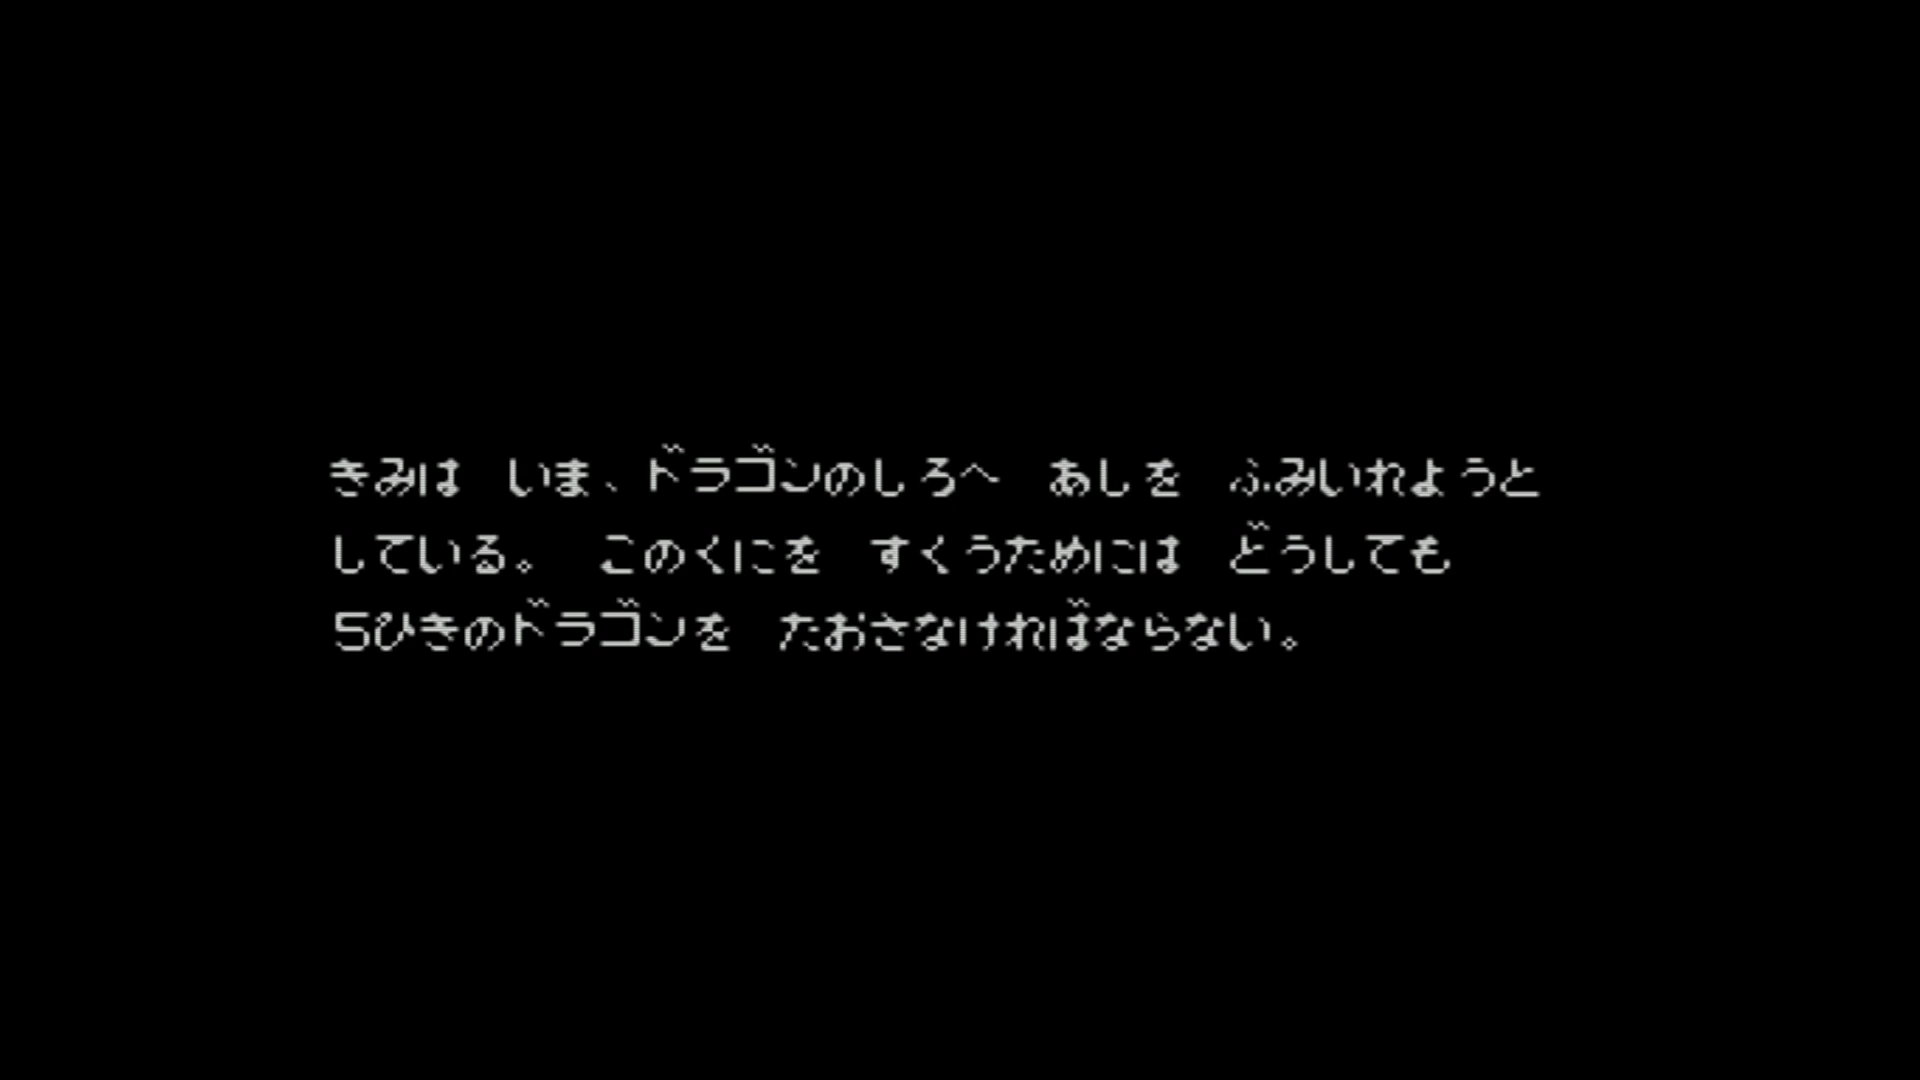 きみは　いま、ドラゴンのしろへ　あしを　ふみいれようと
している。　このくにを　すくうためには　どうしても
5ひきのドラゴンを　たおさなければならない。